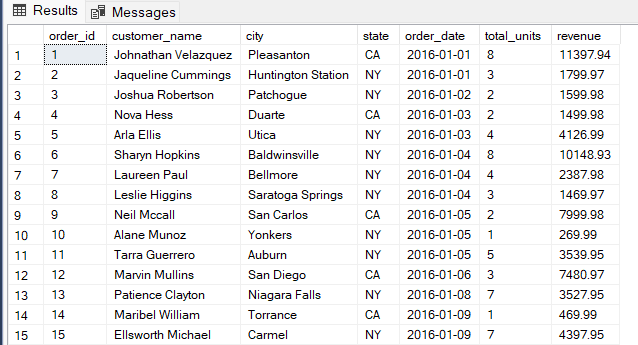 Results Messages
order_id customer_name city state order_date total_units revenue
1 1 Johnathan Velazquez Pleasanton CA 2016-01-01 8 11397.94
2 2 Jaqueline Cummings Huntington Station NY 2016-01-01 3 1799.97
3 3 Joshua Robertson Patchogue NY 2016-01-02 2 1599.98
4 4 Nova Hess Duarte CA 2016-01-03 2 1499.98
5 5 Arla Ellis Utica NY 2016-01-03 4 4126.99
6 6 Sharyn Hopkins Baldwinsville NY 2016-01-04 8 10148.93
7 7 Laureen Paul Bellmore NY 2016-01-04 4 2387.98
8 8 Leslie Higgins Saratoga Springs NY 2016-01-04 3 1469.97
9 9 Neil Mccall San Carlos CA 2016-01-05 2 7999.98
10 10 Alane Munoz Yonkers NY 2016-01-05 1 269.99
11 11 Tarra Guerrero Auburn NY 2016-01-05 5 3539.95
12 12 Marvin Mullins San Diego CA 2016-01-06 3 7480.97
13 13 Patience Clayton Niagara Falls NY 2016-01-08 7 3527.95
14 14 Maribel William Torrance CA 2016-01-09 1 469.99
15 15 Ellsworth Michael Carmel NY 2016-01-09 7 4397.95